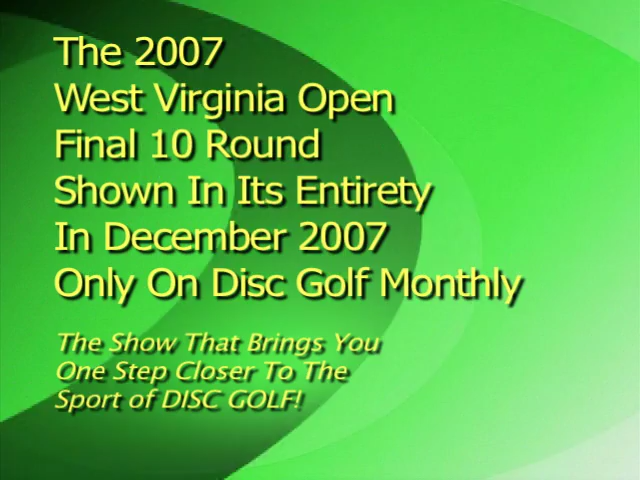 The 2007
West Virginia Open
Final 10 Round
Shown In Its Entirety
In December 2007
Only On Disc Golf Monthly
The Show That Brings You
One Step Closer To The
Sport of DISC GOLF!